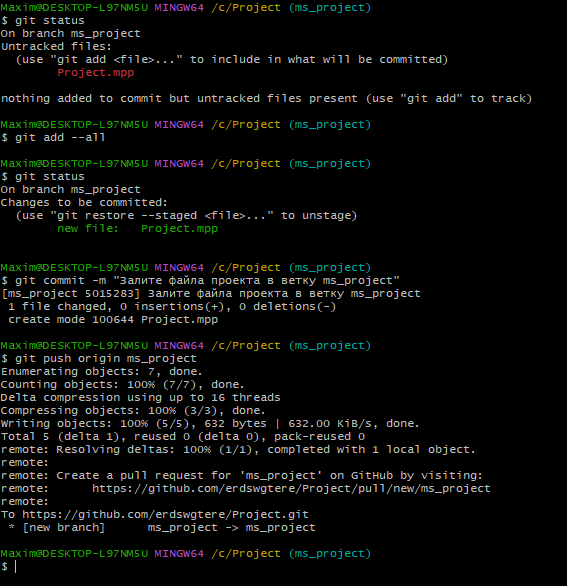 Maxim@DESKTOP-L97NM5U MINGW64 /c/Project (ms_project)
$ git status
On branch ms_project
Untracked files:
  (use "git add <file>..." to include in what will be committed)
        Project.mpp

nothing added to commit but untracked files present (use "git add" to track)

Maxim@DESKTOP-L97NM5U MINGW64 /c/Project (ms_project)
$ git add --all

Maxim@DESKTOP-L97NM5U MINGW64 /c/Project (ms_project)
$ git status
On branch ms_project
Changes to be committed:
  (use "git restore --staged <file>..." to unstage)
        new file:   Project.mpp


Maxim@DESKTOP-L97NM5U MINGW64 /c/Project (ms_project)
$ git commit -m "Залите файла проекта в ветку ms_project"
[ms_project 5015283] Залите файла проекта в ветку ms_project
 1 file changed, 0 insertions(+), 0 deletions(-)
 create mode 100644 Project.mpp

Maxim@DESKTOP-L97NM5U MINGW64 /c/Project (ms_project)
$ git push origin ms_project
Enumerating objects: 7, done.
Counting objects: 100% (7/7), done.
Delta compression using up to 16 threads
Compressing objects: 100% (3/3), done.
Writing objects: 100% (5/5), 632 bytes | 632.00 KiB/s, done.
Total 5 (delta 1), reused 0 (delta 0), pack-reused 0
remote: Resolving deltas: 100% (1/1), completed with 1 local object.
remote:
remote: Create a pull request for 'ms_project' on GitHub by visiting:
remote:      https://github.com/erdswgtere/Project/pull/new/ms_project
remote:
To https://github.com/erdswgtere/Project.git
 * [new branch]      ms_project -> ms_project

Maxim@DESKTOP-L97NM5U MINGW64 /c/Project (ms_project)
$